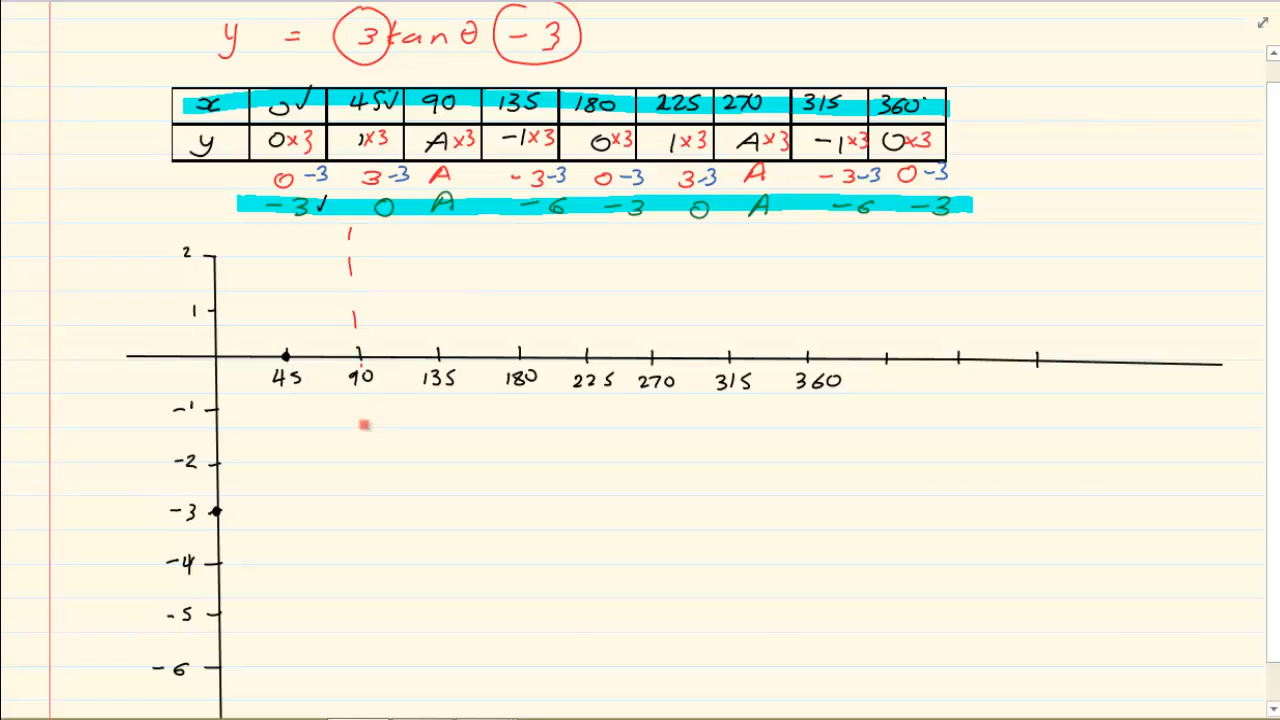 y = 3 tan θ - 3
x 0✓ 45✓ 90 135 180 225 270 315 360°
y 0×3 1×3 A×3 -1×3 0×3 1×3 A×3 -1×3 0×3
0-3 3-3 A -3-3 0-3 3-3 A -3-3 0-3
-3✓ 0 A -6 -3 0 A -6 -3
2
1
45 90 135 180 225 270 315 360
-1
-2
-3
-4
-5
-6